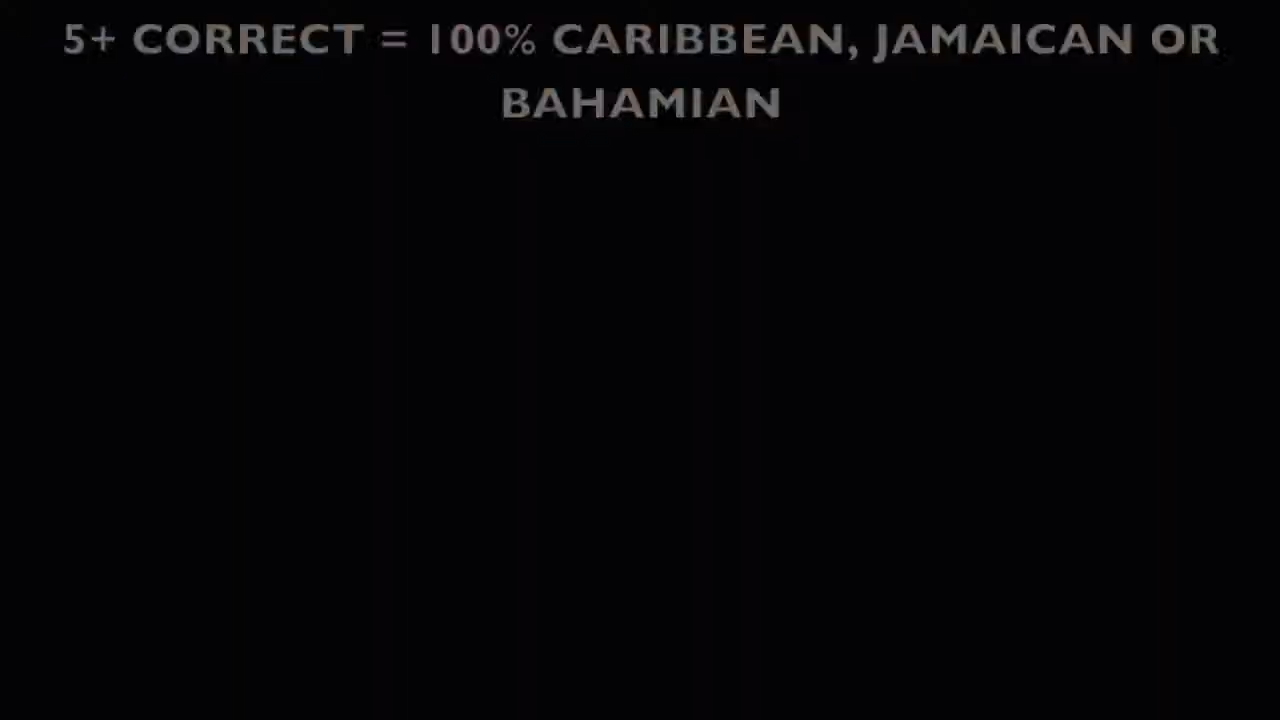 5+ CORRECT = 100% CARIBBEAN, JAMAICAN OR
BAHAMIAN